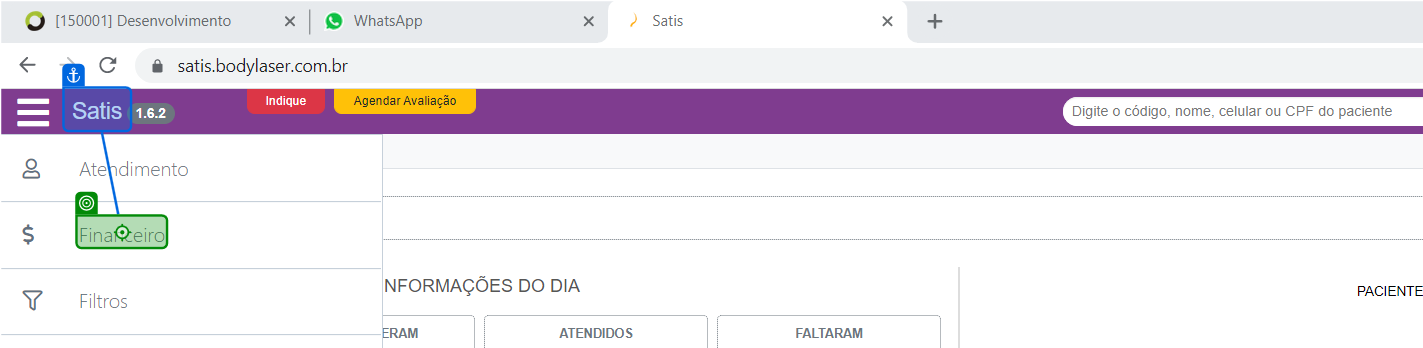 [150001] Desenvolvimento
WhatsApp
Satis
satis.bodylaser.com.br
Satis 1.6.2
Indique
Agendar Avaliação
Digite o código, nome, celular ou CPF do paciente
Atendimento
Financeiro
Filtros
NFORMAÇÕES DO DIA
PACIENTE
ERAM
ATENDIDOS
FALTARAM